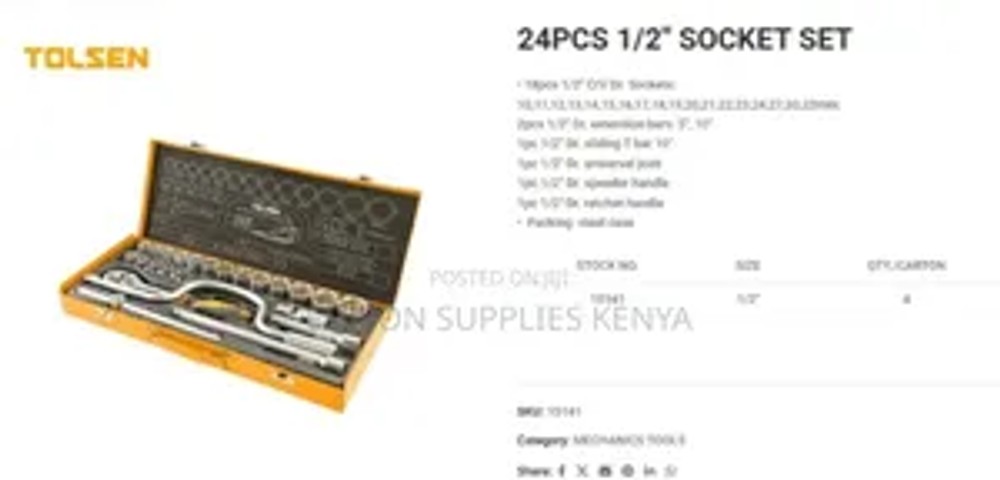 TOLSEN
24PCS 1/2" SOCKET SET
• 18pcs 1/2" Dr. Sockets:
10,11,12,13,14,15,16,17,18,19,20,21,22,23,24,27,30,32mm
2pcs 1/2" Dr. extension bars: 5", 10"
1pc 1/2" Dr. sliding T bar 10"
1pc 1/2" Dr. universal joint
1pc 1/2" Dr. speeder handle
1pc 1/2" Dr. ratchet handle
• Packing: steel case
STOCK NO. SIZE QTY./CARTON
15141 1/2" 4
POSTED ON JIJI
ON SUPPLIES KENYA
SKU: 15141
Category: MECHANICS TOOLS
Share: